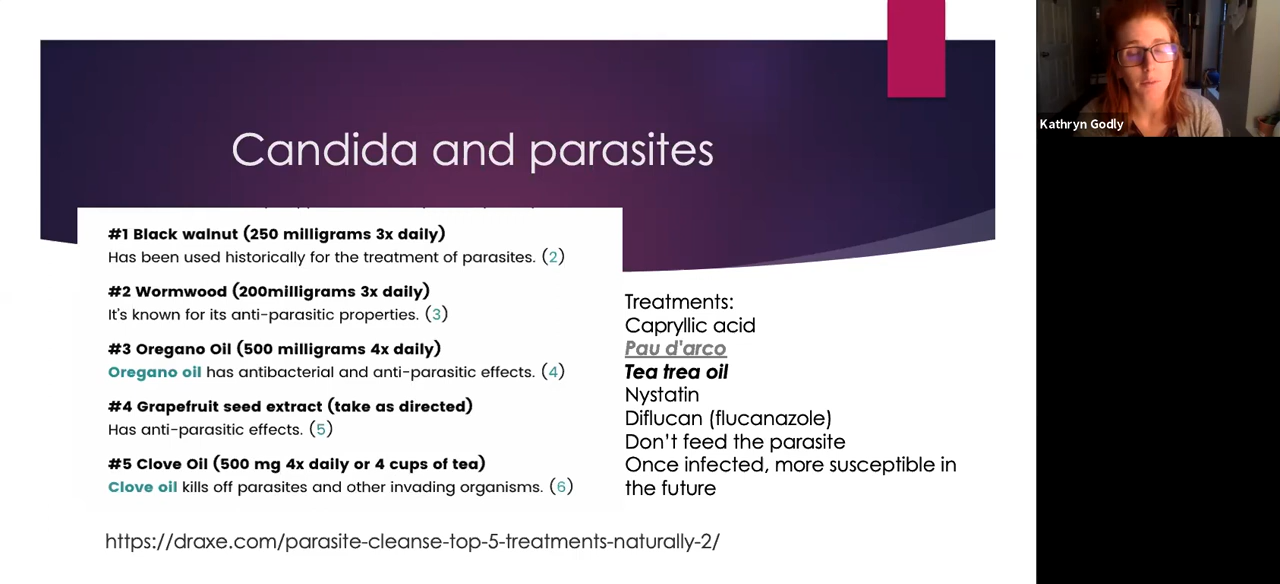 Candida and parasites
#1 Black walnut (250 milligrams 3x daily)
Has been used historically for the treatment of parasites. (2)
#2 Wormwood (200milligrams 3x daily)
It's known for its anti-parasitic properties. (3)
#3 Oregano Oil (500 milligrams 4x daily)
Oregano oil has antibacterial and anti-parasitic effects. (4)
#4 Grapefruit seed extract (take as directed)
Has anti-parasitic effects. (5)
#5 Clove Oil (500 mg 4x daily or 4 cups of tea)
Clove oil kills off parasites and other invading organisms. (6)
Treatments:
Capryllic acid
Pau d'arco
Tea trea oil
Nystatin
Diflucan (flucanazole)
Don't feed the parasite
Once infected, more susceptible in
the future
https://draxe.com/parasite-cleanse-top-5-treatments-naturally-2/
Kathryn Godly